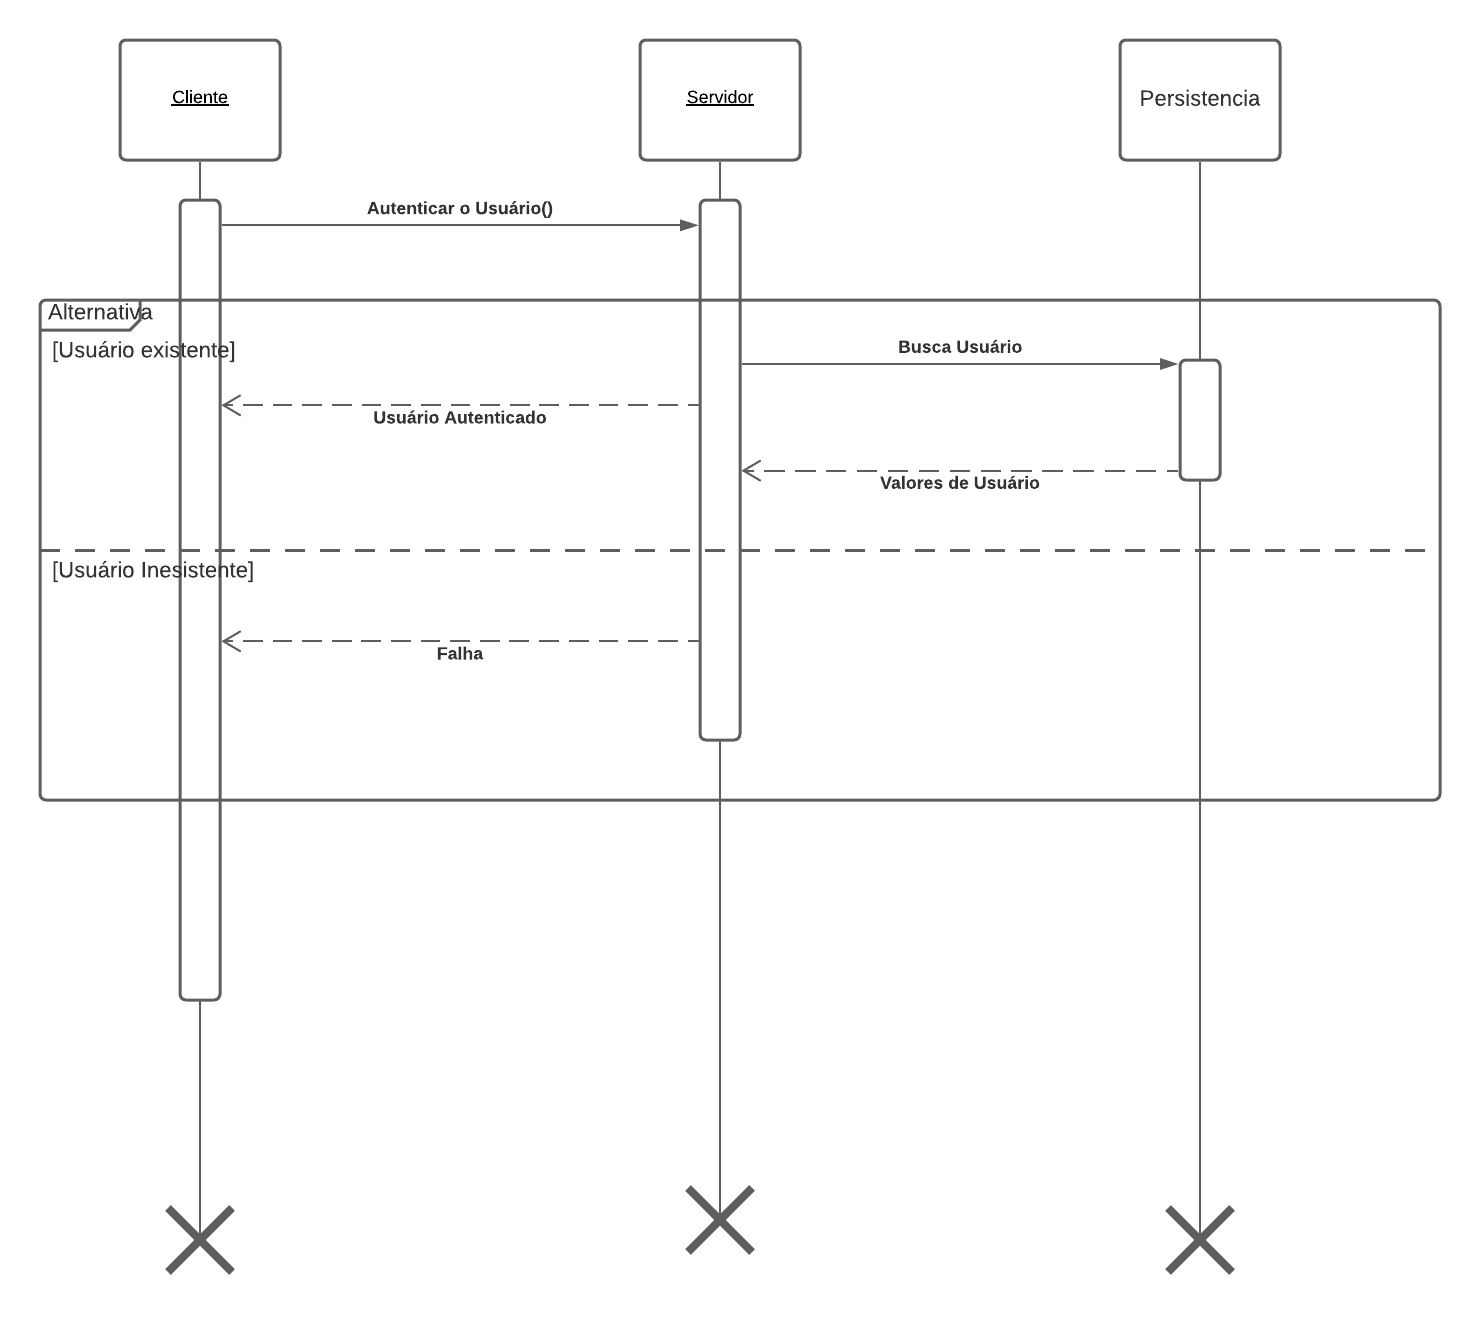 Cliente
Servidor
Persistencia
Autenticar o Usuário()
Alternativa
[Usuário existente]
Busca Usuário
Usuário Autenticado
Valores de Usuário
[Usuário Inesistente]
Falha